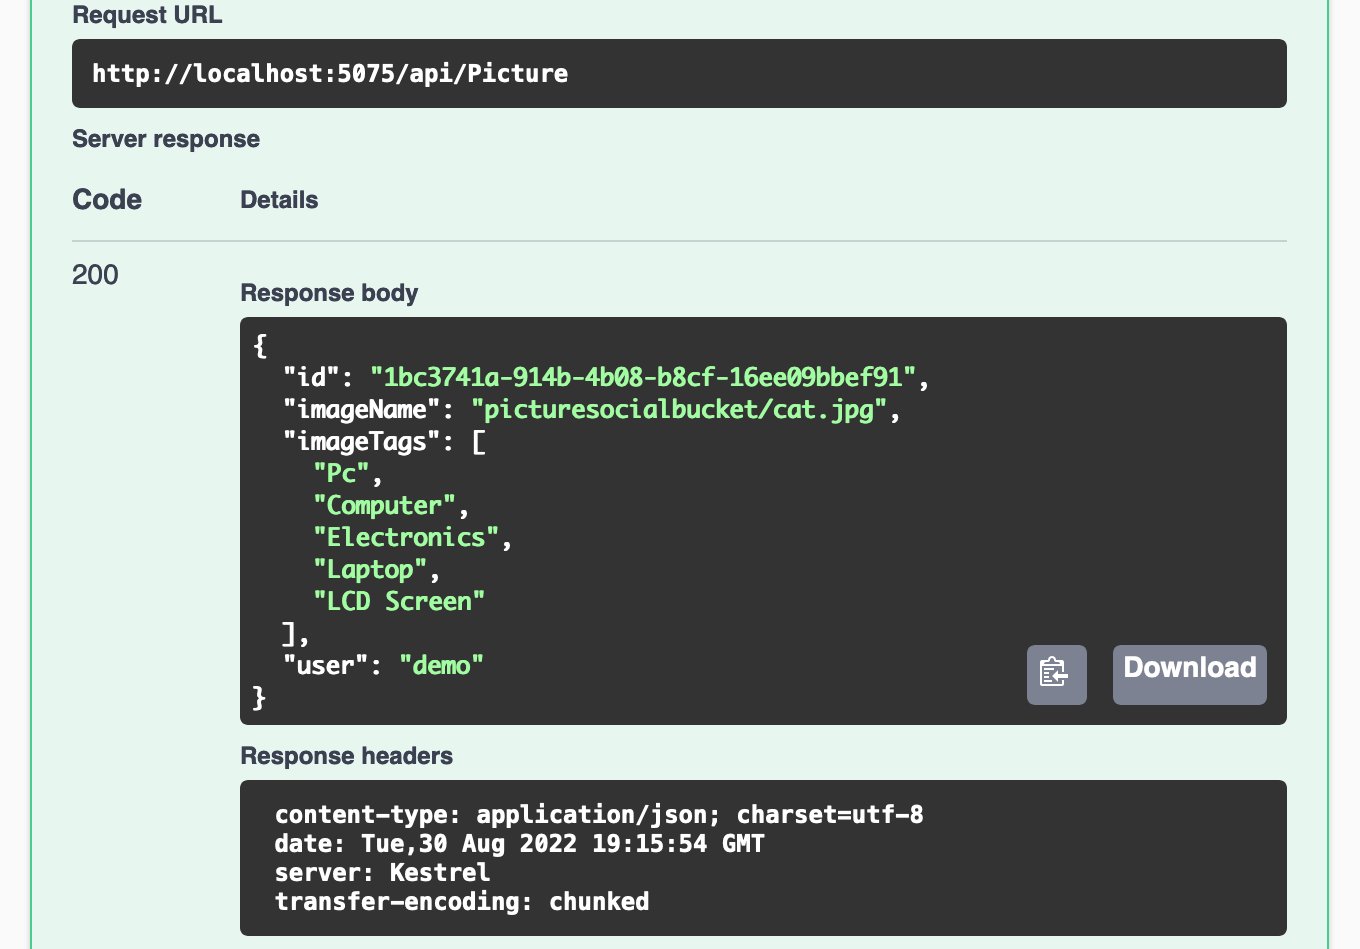 Request URL
http://localhost:5075/api/Picture
Server response
Code Details
200
Response body
{
  "id": "1bc3741a-914b-4b08-b8cf-16ee09bbef91",
  "imageName": "picturesocialbucket/cat.jpg",
  "imageTags": [
    "Pc",
    "Computer",
    "Electronics",
    "Laptop",
    "LCD Screen"
  ],
  "user": "demo"
}
Download
Response headers
content-type: application/json; charset=utf-8
date: Tue,30 Aug 2022 19:15:54 GMT
server: Kestrel
transfer-encoding: chunked